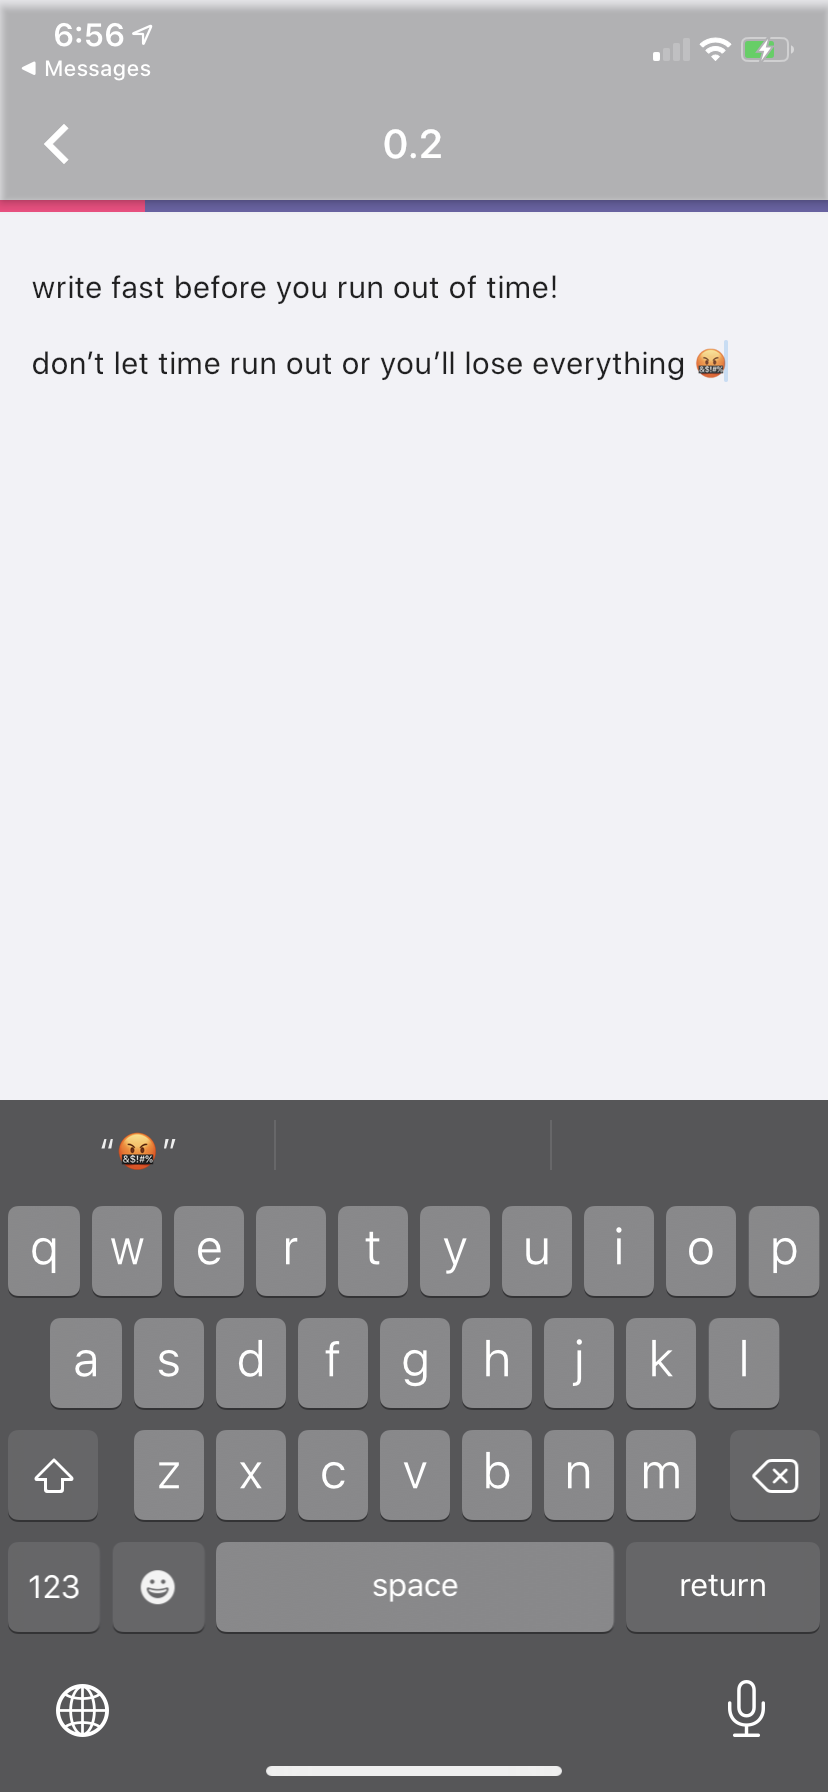 6:56
Messages
0.2
write fast before you run out of time!
don’t let time run out or you’ll lose everything 🤬
“🤬”
q w e r t y u i o p
a s d f g h j k l
z x c v b n m
123 space return